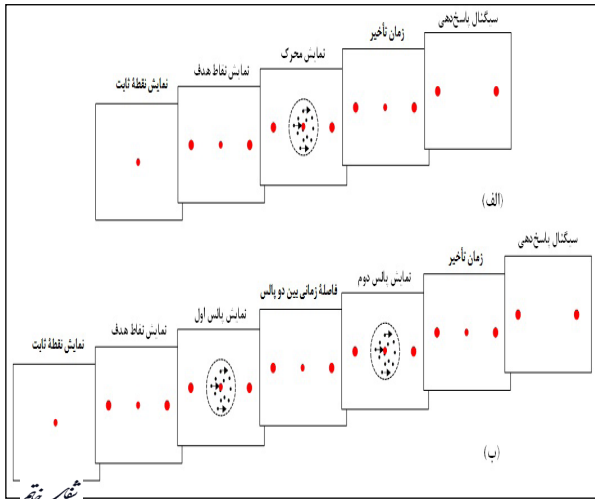 سیگنال پاسخ‌دهی
زمان تأخیر
نمایش محرک
نمایش نقاط هدف
نمایش نقطهٔ ثابت
(الف)
سیگنال پاسخ‌دهی
زمان تأخیر
نمایش پالس دوم
فاصلهٔ زمانی بین دو پالس
نمایش پالس اول
نمایش نقاط هدف
نمایش نقطهٔ ثابت
(ب)